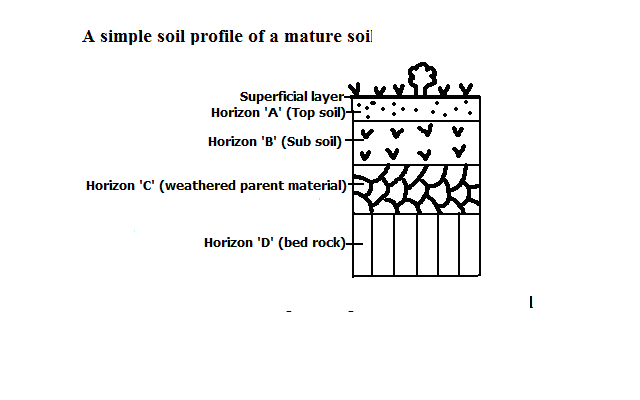 A simple soil profile of a mature soil
Superficial layer
Horizon 'A' (Top soil)
Horizon 'B' (Sub soil)
Horizon 'C' (weathered parent material)
Horizon 'D' (bed rock)